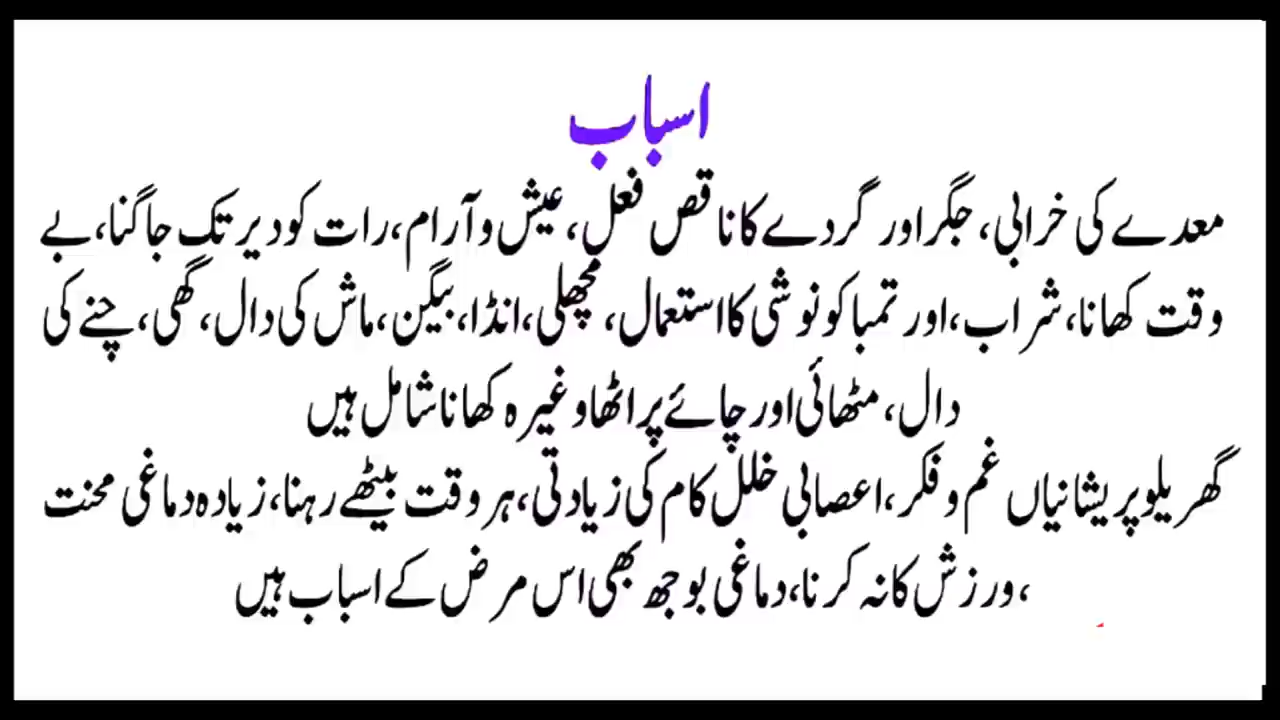 اسباب
معدے کی خرابی، جگر اور گردے کا ناقص فعل، عیش و آرام، رات کو دیر تک جاگنا، بے
وقت کھانا، شراب، اور تمباکو نوشی کا استعمال، مچھلی، انڈا، بیگن، ماش کی دال، گھی، چنے کی
دال، مٹھائی اور چائے پراٹھا وغیرہ کھانا شامل ہیں
گھریلو پریشانیاں غم و فکر، اعصابی خلل کام کی زیادتی، ہر وقت بیٹھے رہنا، زیادہ دماغی محنت
، ورزش کا نہ کرنا، دماغی بوجھ بھی اس مرض کے اسباب ہیں